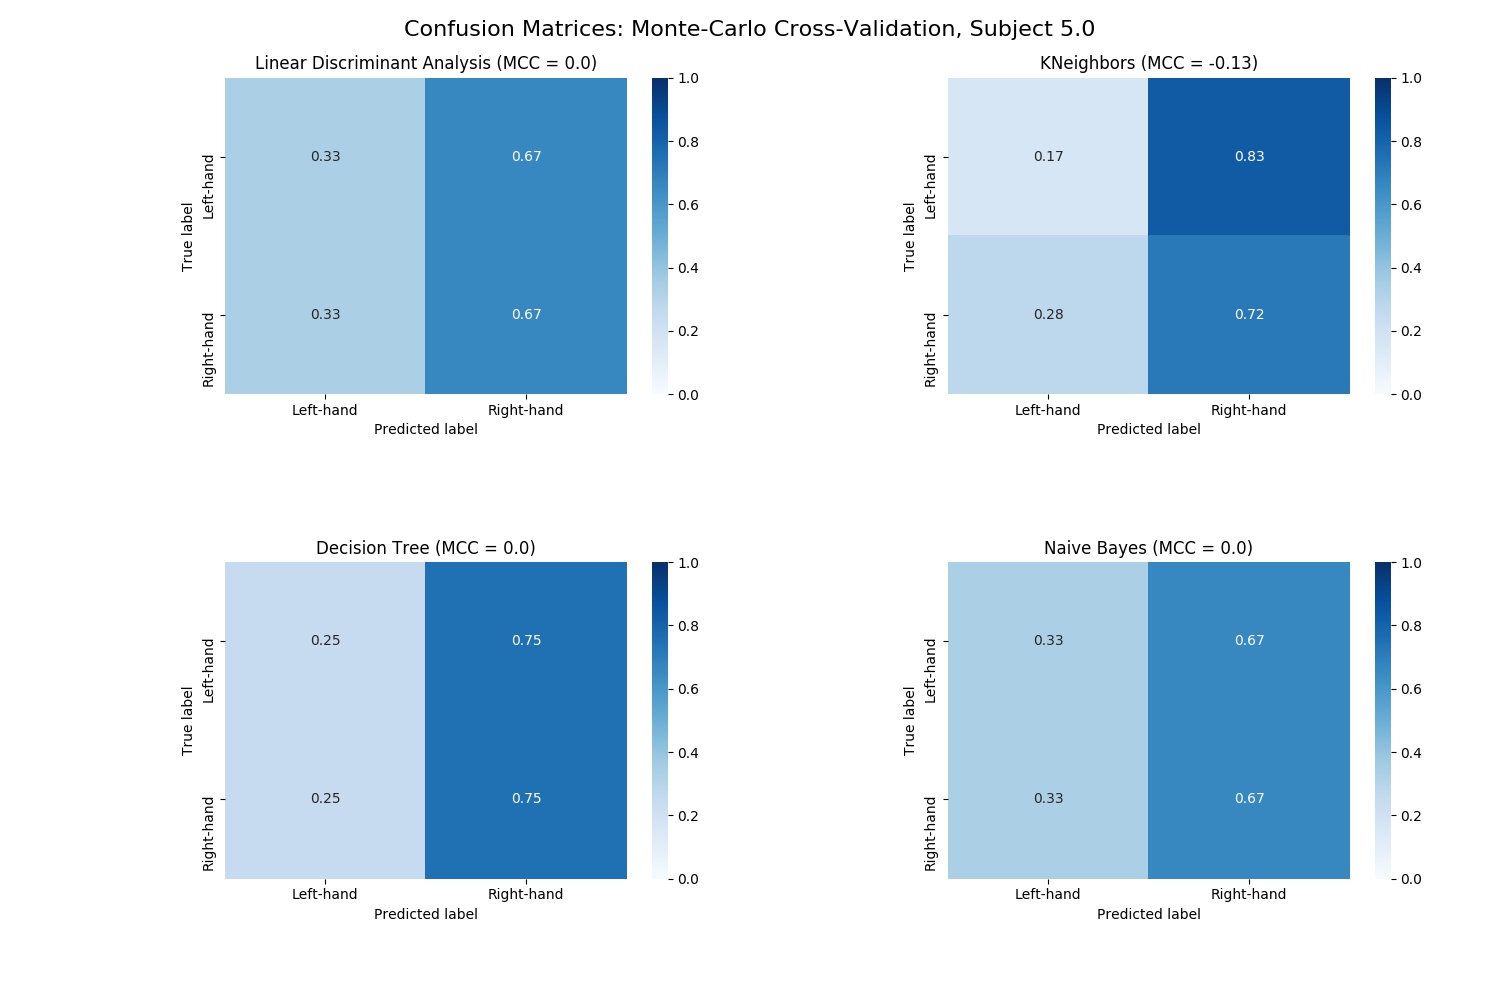 Confusion Matrices: Monte-Carlo Cross-Validation, Subject 5.0
Linear Discriminant Analysis (MCC = 0.0)
True label
Left-hand
Right-hand
0.33
0.67
0.33
0.67
Left-hand
Right-hand
Predicted label
1.0
0.8
0.6
0.4
0.2
0.0
KNeighbors (MCC = -0.13)
True label
Left-hand
Right-hand
0.17
0.83
0.28
0.72
Left-hand
Right-hand
Predicted label
1.0
0.8
0.6
0.4
0.2
0.0
Decision Tree (MCC = 0.0)
True label
Left-hand
Right-hand
0.25
0.75
0.25
0.75
Left-hand
Right-hand
Predicted label
1.0
0.8
0.6
0.4
0.2
0.0
Naive Bayes (MCC = 0.0)
True label
Left-hand
Right-hand
0.33
0.67
0.33
0.67
Left-hand
Right-hand
Predicted label
1.0
0.8
0.6
0.4
0.2
0.0